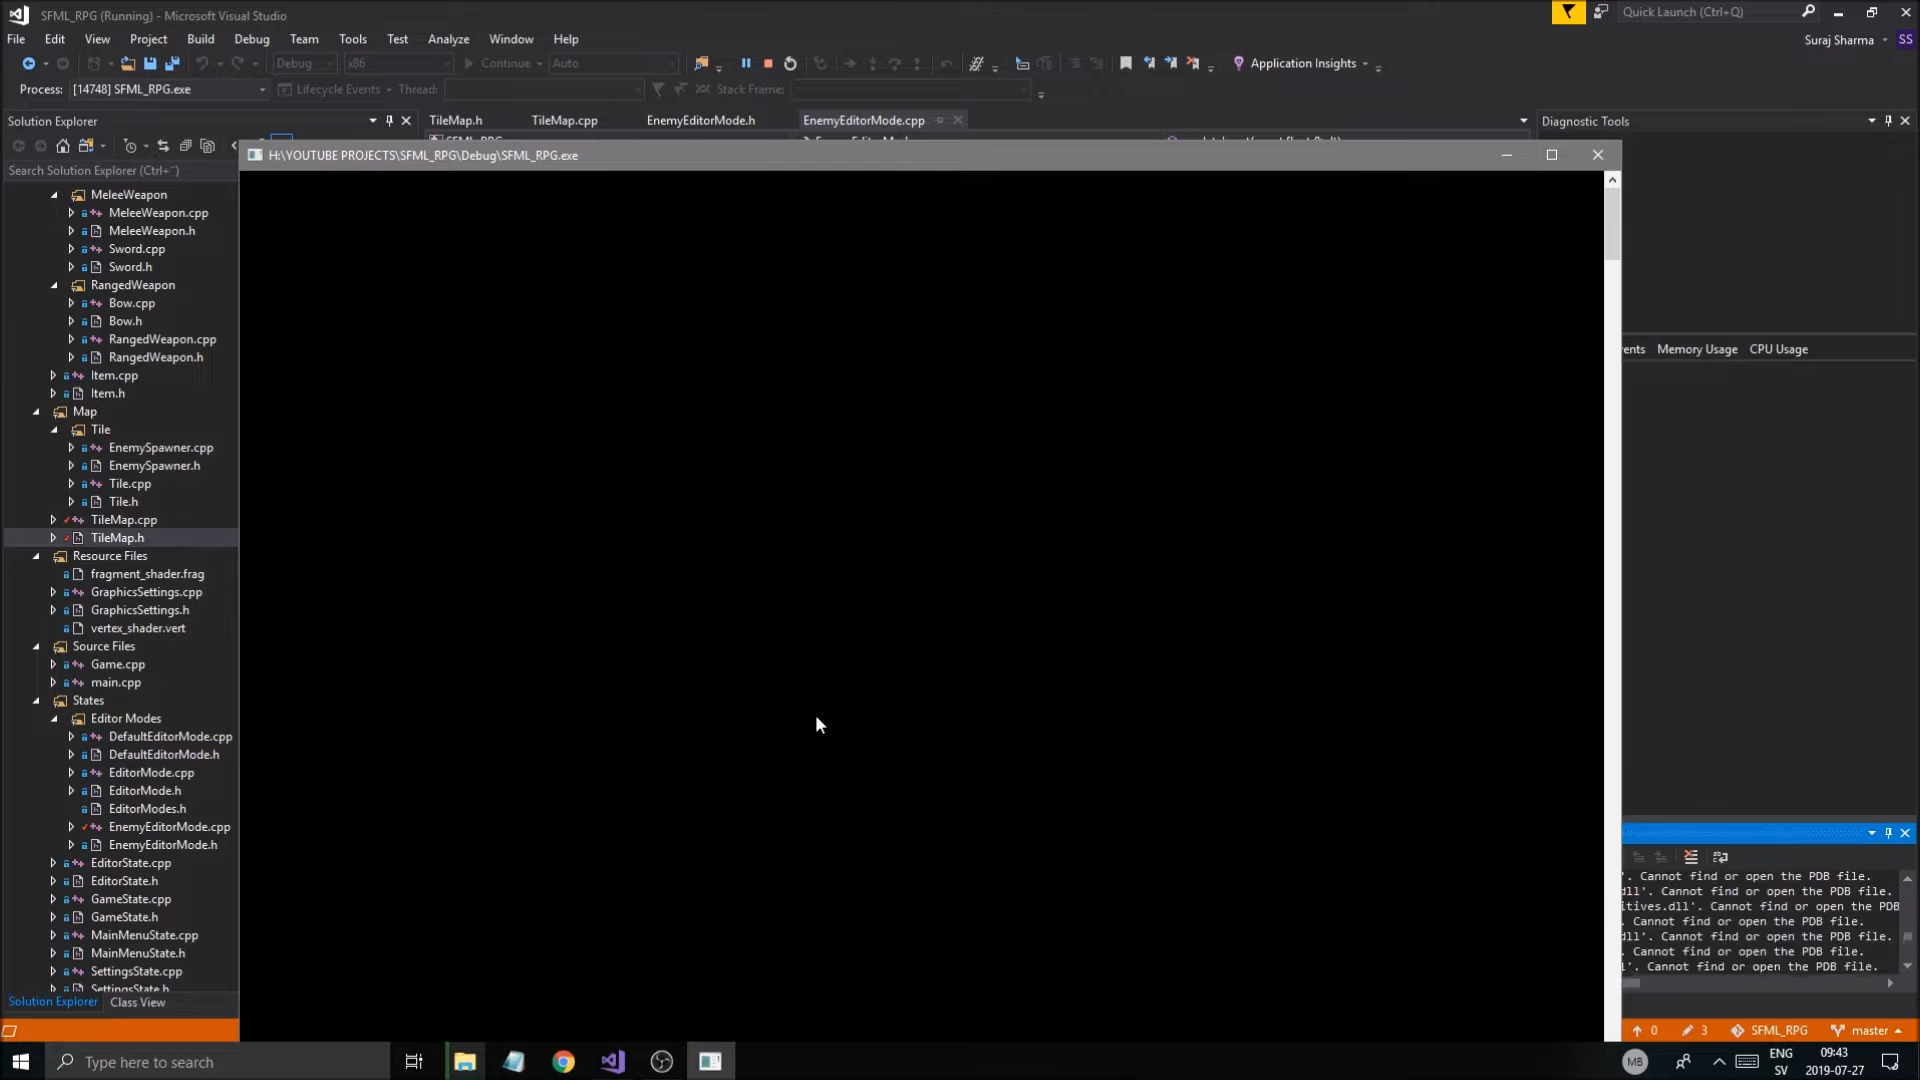 SFML_RPG (Running) - Microsoft Visual Studio
Quick Launch (Ctrl+Q)
File Edit View Project Build Debug Team Tools Test Analyze Window Help
Suraj Sharma SS
Debug x86 Continue Auto Application Insights
Process: [14748] SFML_RPG.exe Lifecycle Events Thread: Stack Frame:
Solution Explorer
TileMap.h TileMap.cpp EnemyEditorMode.h EnemyEditorMode.cpp
Diagnostic Tools
H:\YOUTUBE PROJECTS\SFML_RPG\Debug\SFML_RPG.exe
Search Solution Explorer (Ctrl+¨)
MeleeWeapon
MeleeWeapon.cpp
MeleeWeapon.h
Sword.cpp
Sword.h
RangedWeapon
Bow.cpp
Bow.h
RangedWeapon.cpp
RangedWeapon.h
Item.cpp
Item.h
Map
Tile
EnemySpawner.cpp
EnemySpawner.h
Tile.cpp
Tile.h
TileMap.cpp
TileMap.h
Resource Files
fragment_shader.frag
GraphicsSettings.cpp
GraphicsSettings.h
vertex_shader.vert
Source Files
Game.cpp
main.cpp
States
Editor Modes
DefaultEditorMode.cpp
DefaultEditorMode.h
EditorMode.cpp
EditorMode.h
EditorModes.h
EnemyEditorMode.cpp
EnemyEditorMode.h
EditorState.cpp
EditorState.h
GameState.cpp
GameState.h
MainMenuState.cpp
MainMenuState.h
SettingsState.cpp
SettingsState.h
Solution Explorer Class View
ents Memory Usage CPU Usage
'. Cannot find or open the PDB file.
dll'. Cannot find or open the PDB file.
itives.dll'. Cannot find or open the PDB
. Cannot find or open the PDB file.
dll'. Cannot find or open the PDB file.
. Cannot find or open the PDB file.
l'. Cannot find or open the PDB file.
0 3 SFML_RPG master
Type here to search
MB
ENG
SV
09:43
2019-07-27